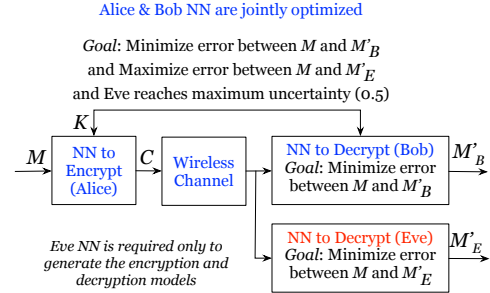 Alice & Bob NN are jointly optimized
Goal: Minimize error between M and M'B
and Maximize error between M and M'E
and Eve reaches maximum uncertainty (0.5)
K
M
NN to
Encrypt
(Alice)
C
Wireless
Channel
NN to Decrypt (Bob)
Goal: Minimize error
between M and M'B
M'B
NN to Decrypt (Eve)
Goal: Minimize error
between M and M'E
M'E
Eve NN is required only to
generate the encryption and
decryption models